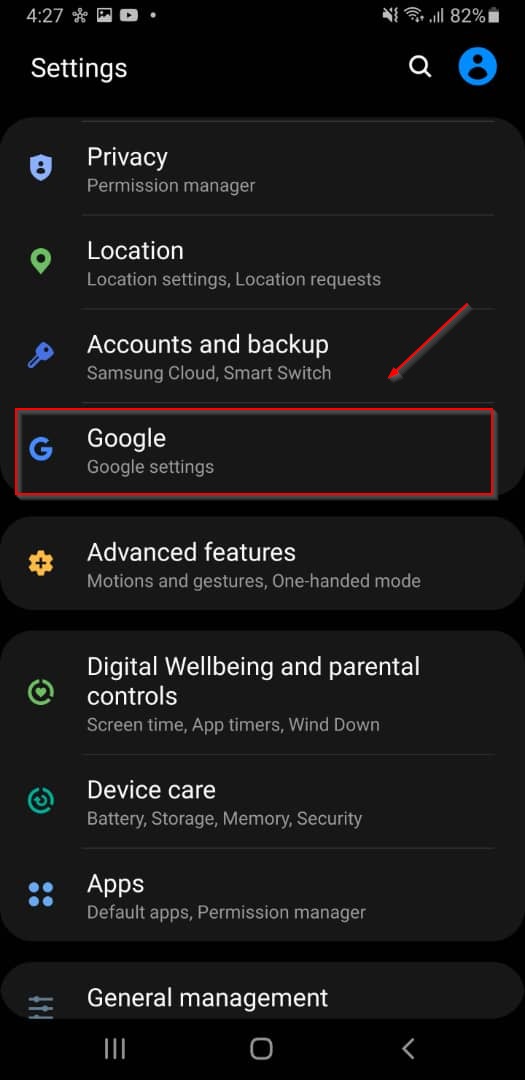 4:27 82%
Settings
Privacy
Permission manager
Location
Location settings, Location requests
Accounts and backup
Samsung Cloud, Smart Switch
Google
Google settings
Advanced features
Motions and gestures, One-handed mode
Digital Wellbeing and parental
controls
Screen time, App timers, Wind Down
Device care
Battery, Storage, Memory, Security
Apps
Default apps, Permission manager
General management